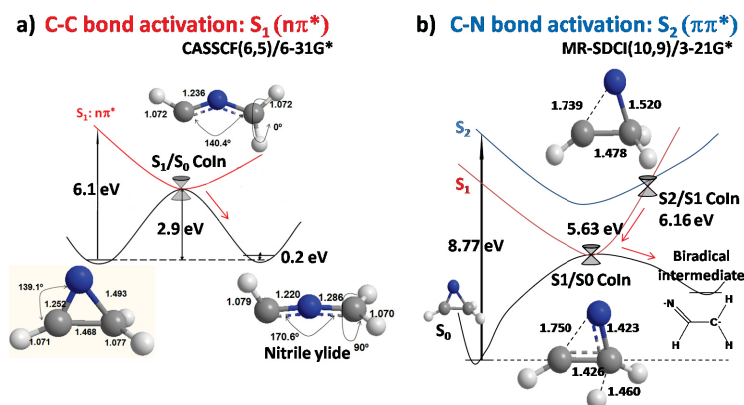 a) C-C bond activation: S₁ (nπ*)
CASSCF(6,5)/6-31G*
S₁: nπ*
1.236
1.072
1.072
140.4º
0º
S₁/S₀ CoIn
6.1 eV
2.9 eV
0.2 eV
139.1º
1.252
1.493
1.468
1.071
1.077
1.220
1.286
1.079
1.070
170.6º
90º
Nitrile ylide
b) C-N bond activation: S₂ (ππ*)
MR-SDCI(10,9)/3-21G*
1.739
1.520
1.478
S₂
S₁
S2/S1 CoIn
6.16 eV
5.63 eV
8.77 eV
Biradical
intermediate
S1/S0 CoIn
S₀
1.750
1.423
1.426
1.460
·N
H
C·
H
H